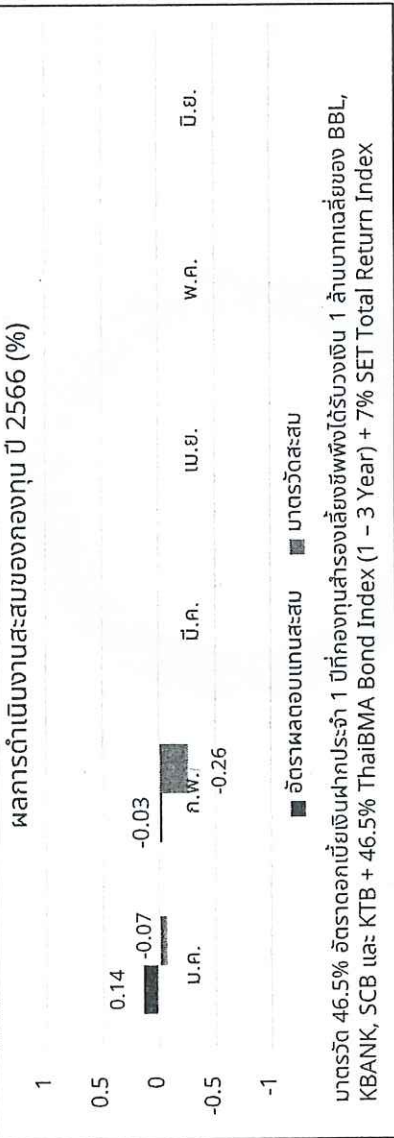 ผลการดำเนินงานสะสมของกองทุน ปี 2566 (%)
1
0.5
0
-0.5
-1
0.14
-0.07
-0.03
-0.26
ม.ค.
ก.พ.
มี.ค.
เม.ย.
พ.ค.
มิ.ย.
อัตราผลตอบแทนสะสม
มาตรวัดสะสม
มาตรวัด 46.5% อัตราดอกเบี้ยเงินฝากประจำ 1 ปีที่กองทุนสำรองเลี้ยงชีพพึงได้รับวงเงิน 1 ล้านบาทเฉลี่ยของ BBL,
KBANK, SCB และ KTB + 46.5% ThaiBMA Bond Index (1 – 3 Year) + 7% SET Total Return Index